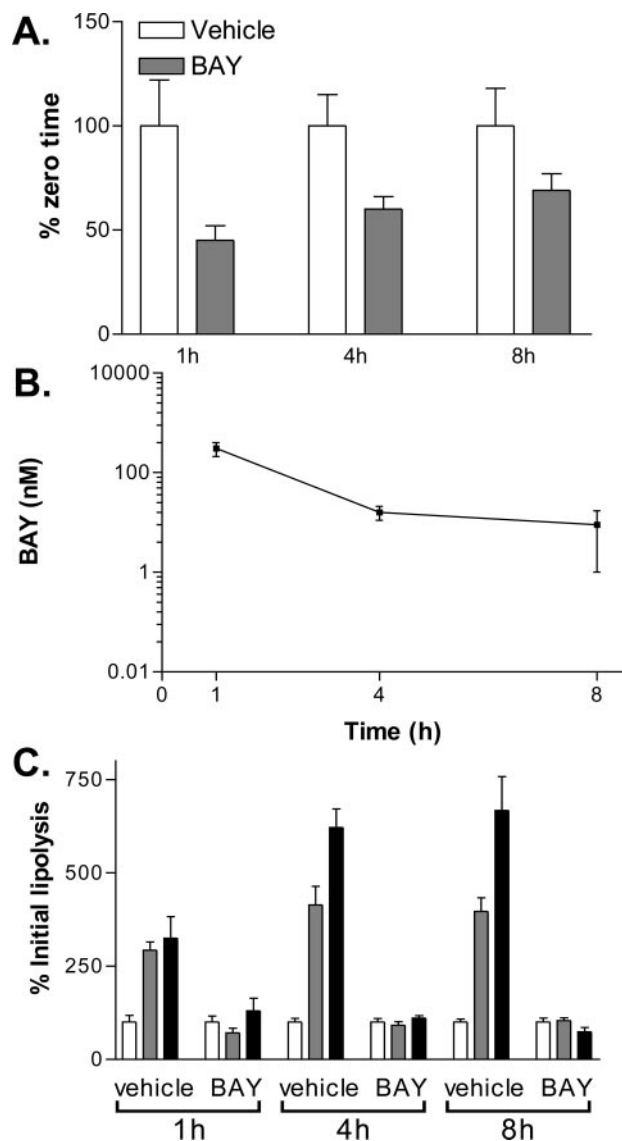 A.
Vehicle
BAY
150
100
50
0
% zero time
1h 4h 8h
B.
10000
100
1
0.01
BAY (nM)
0 1 4 8
Time (h)
C.
750
500
250
0
% Initial lipolysis
vehicle BAY vehicle BAY vehicle BAY
1h 4h 8h